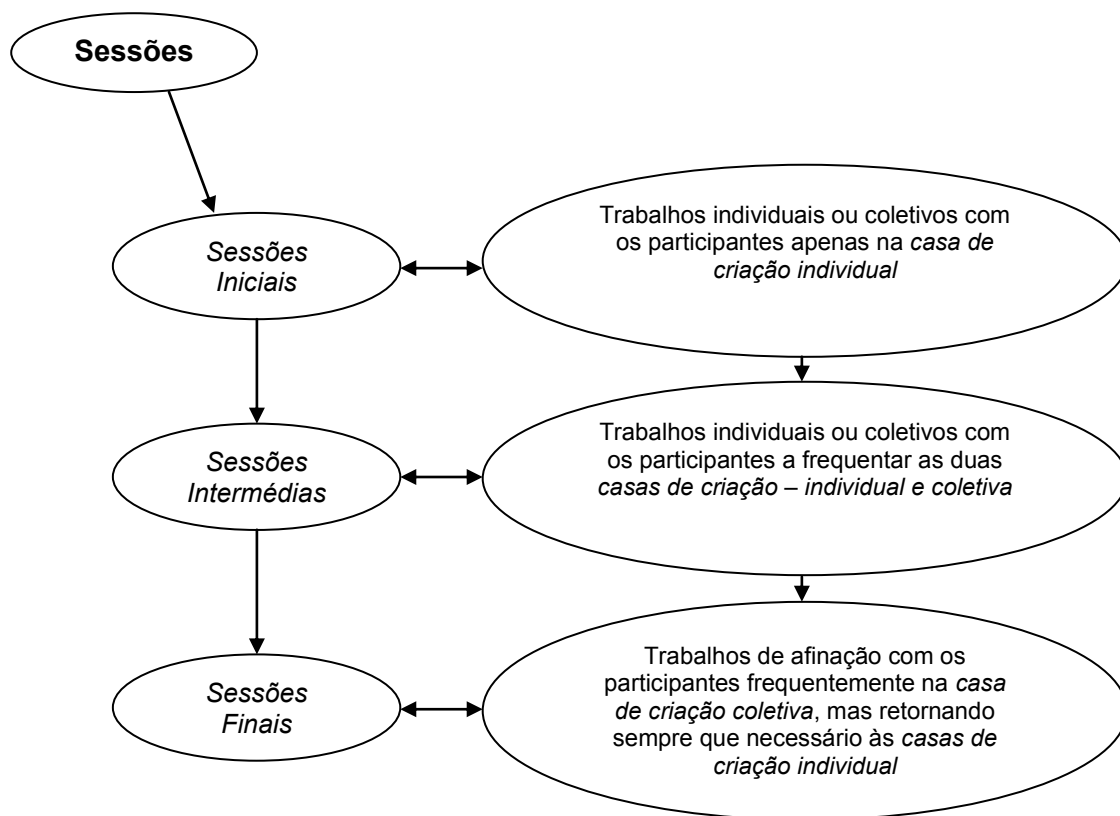 Sessões
Sessões
Iniciais
Trabalhos individuais ou coletivos com
os participantes apenas na casa de
criação individual
Sessões
Intermédias
Trabalhos individuais ou coletivos com
os participantes a frequentar as duas
casas de criação – individual e coletiva
Sessões
Finais
Trabalhos de afinação com os
participantes frequentemente na casa
de criação coletiva, mas retornando
sempre que necessário às casas de
criação individual